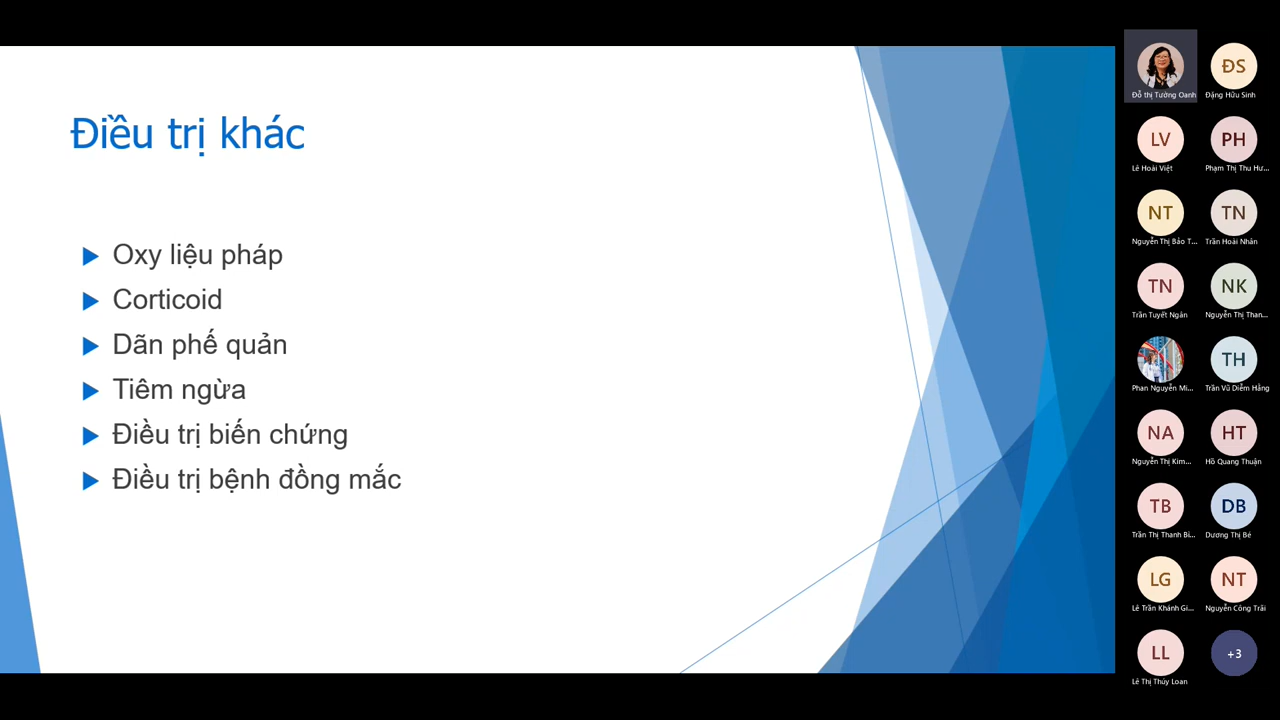 Điều trị khác
Oxy liệu pháp
Corticoid
Dãn phế quản
Tiêm ngừa
Điều trị biến chứng
Điều trị bệnh đồng mắc
Đỗ thị Tường Oanh
ĐS
Đặng Hữu Sinh
LV
Lê Hoài Việt
PH
Phạm Thị Thu Hư...
NT
Nguyễn Thị Bảo T...
TN
Trần Hoài Nhân
TN
Trần Tuyết Ngân
NK
Nguyễn Thị Than...
Phan Nguyễn Mi...
TH
Trần Vũ Diễm Hằng
NA
Nguyễn Thị Kim...
HT
Hồ Quang Thuận
TB
Trần Thị Thanh Bì...
DB
Dương Thị Bé
LG
Lê Trần Khánh Gi...
NT
Nguyễn Công Trãi
LL
Lê Thị Thúy Loan
+3